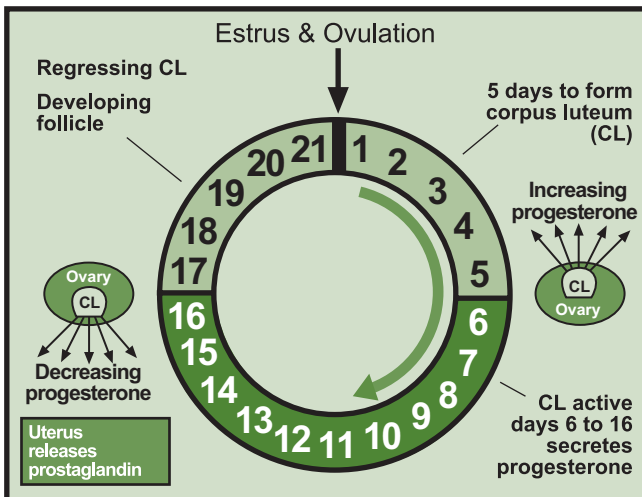 Estrus & Ovulation
Regressing CL
Developing
follicle
5 days to form
corpus luteum
(CL)
21
1
20
2
19
3
18
4
17
5
Increasing
progesterone
CL
Ovary
Ovary
CL
Decreasing
progesterone
16
6
15
7
14
8
13
9
12
10
11
CL active
days 6 to 16
secretes
progesterone
Uterus
releases
prostaglandin